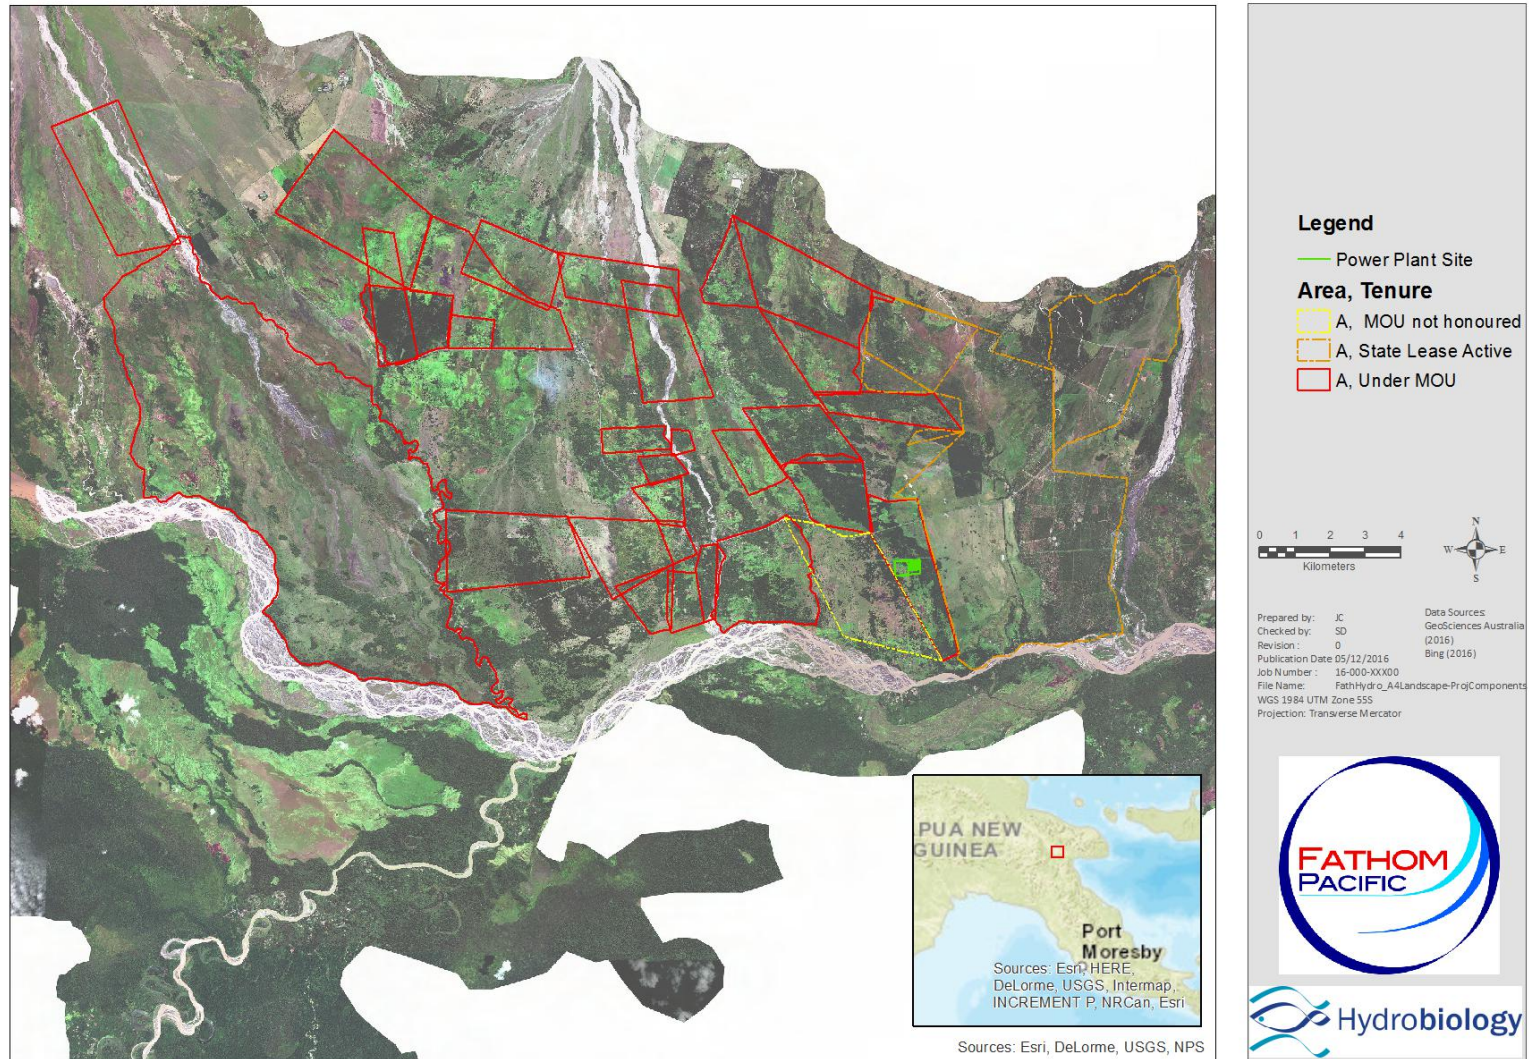 Legend
Power Plant Site
Area, Tenure
A,  MOU not honoured
A, State Lease Active
A, Under MOU
0 1 2 3 4
Kilometers
N
W E
S
Prepared by: JC
Checked by: SD
Revision : 0
Publication Date 05/12/2016
Job Number : 16-000-XXX00
File Name: FathHydro_A4Landscape-ProjComponents
WGS 1984 UTM Zone 55S
Projection: Transverse Mercator
Data Sources:
GeoSciences Australia
(2016)
Bing (2016)
FATHOM
PACIFIC
Hydrobiology
PUA NEW
GUINEA
Port
Moresby
Sources: Esri, HERE,
DeLorme, USGS, Intermap,
INCREMENT P, NRCan, Esri
Sources: Esri, DeLorme, USGS, NPS